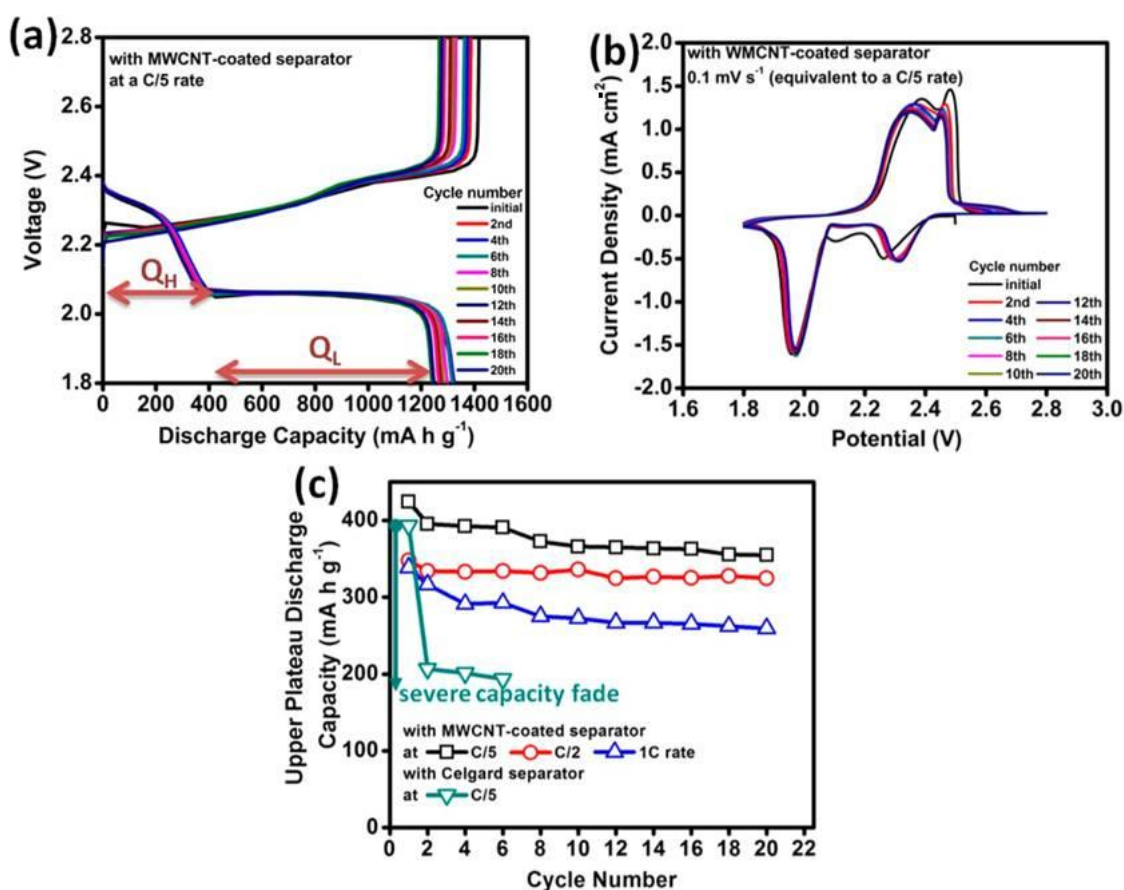 (a)
with MWCNT-coated separator
at a C/5 rate
2.8
2.6
2.4
2.2
2.0
1.8
Voltage (V)
Cycle number
initial
2nd
4th
6th
8th
10th
12th
14th
16th
18th
20th
QH
QL
0 200 400 600 800 1000 1200 1400 1600
Discharge Capacity (mA h g-1)
(b)
with WMCNT-coated separator
0.1 mV s-1 (equivalent to a C/5 rate)
2.0
1.5
1.0
0.5
0.0
-0.5
-1.0
-1.5
-2.0
Current Density (mA cm-2)
Cycle number
initial
2nd 12th
4th 14th
6th 16th
8th 18th
10th 20th
1.6 1.8 2.0 2.2 2.4 2.6 2.8 3.0
Potential (V)
(c)
Upper Plateau Discharge
Capacity (mA h g-1)
400
300
200
100
0
severe capacity fade
with MWCNT-coated separator
at C/5 C/2 1C rate
with Celgard separator
at C/5
0 2 4 6 8 10 12 14 16 18 20 22
Cycle Number